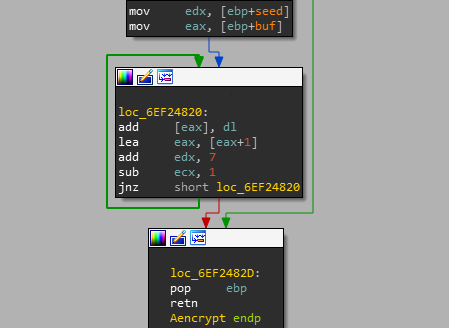 mov edx, [ebp+seed]
mov eax, [ebp+buf]
loc_6EF24820:
add [eax], dl
lea eax, [eax+1]
add edx, 7
sub ecx, 1
jnz short loc_6EF24820
loc_6EF2482D:
pop ebp
retn
Aencrypt endp